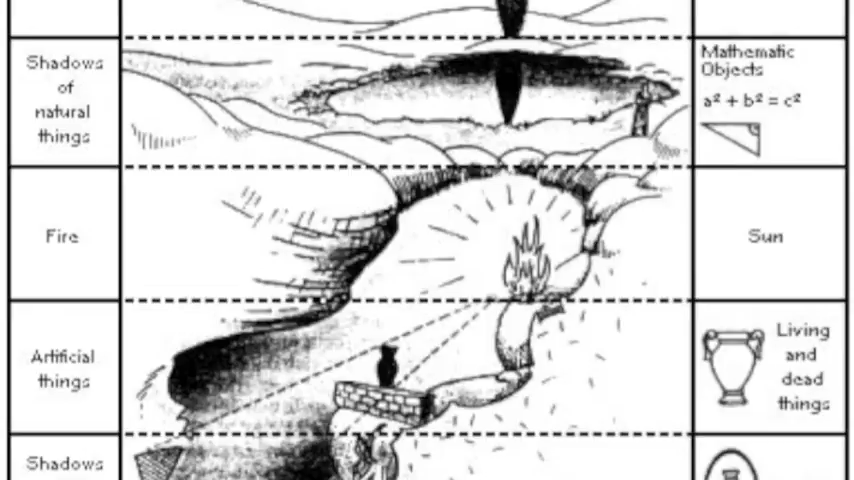 Shadows
of
natural
things
Mathematic
Objects
a² + b² = c²
Fire
Sun
Artificial
things
Living
and
dead
things
Shadows